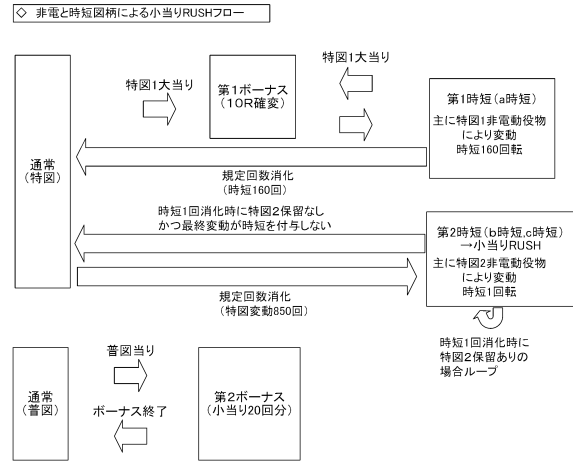 ◇ 非電と時短図柄による小当りRUSHフロー
特図1大当り
特図1大当り
第1ボーナス
(10R確変)
第1時短(a時短)
主に特図1非電動役物
により変動
時短160回転
通常
(特図)
規定回数消化
(時短160回)
時短1回消化時に特図2保留なし
かつ最終変動が時短を付与しない
第2時短(b時短,c時短)
→小当りRUSH
主に特図2非電動役物
により変動
時短1回転
規定回数消化
(特図変動850回)
時短1回消化時に
特図2保留ありの
場合ループ
普図当り
通常
(普図)
第2ボーナス
(小当り20回分)
ボーナス終了